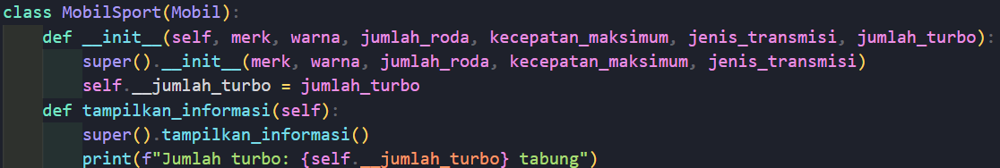 class MobilSport(Mobil):
    def __init__(self, merk, warna, jumlah_roda, kecepatan_maksimum, jenis_transmisi, jumlah_turbo):
        super().__init__(merk, warna, jumlah_roda, kecepatan_maksimum, jenis_transmisi)
        self.__jumlah_turbo = jumlah_turbo
    def tampilkan_informasi(self):
        super().tampilkan_informasi()
        print(f"Jumlah turbo: {self.__jumlah_turbo} tabung")